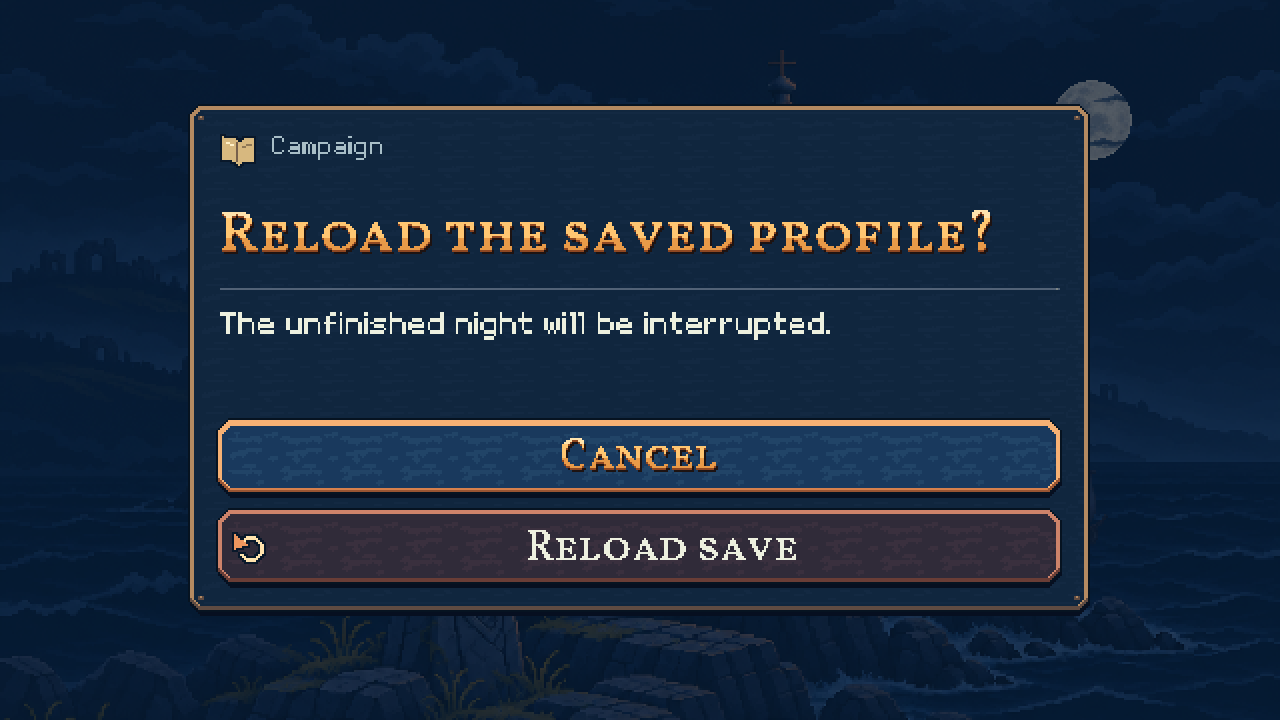 Campaign
Reload the saved profile?
The unfinished night will be interrupted.
Cancel
Reload save